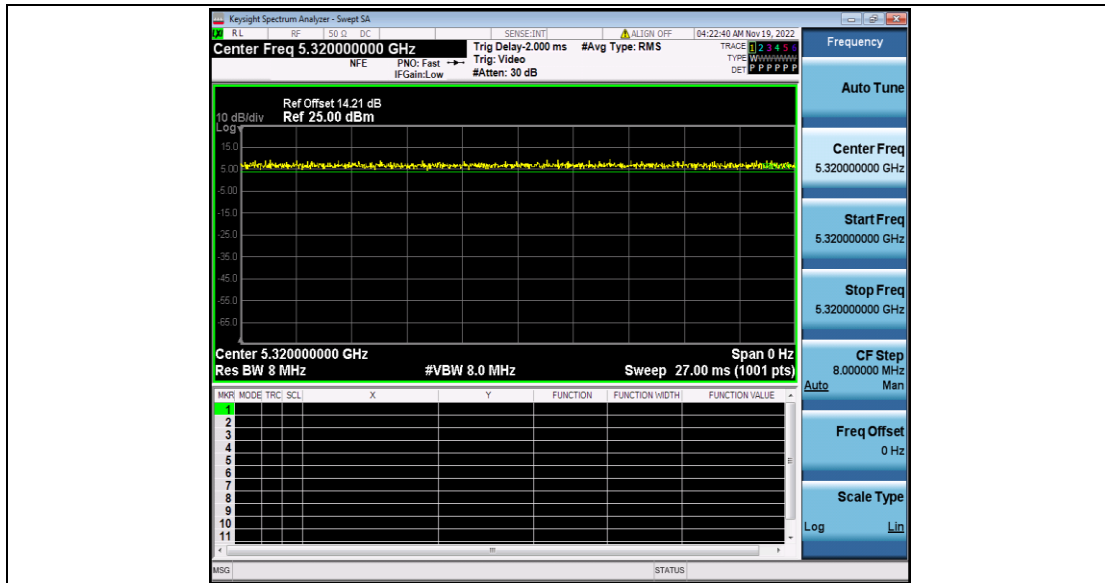 Keysight Spectrum Analyzer - Swept SA
RL RF 50 Ω DC SENSE:INT ALIGN OFF 04:22:40 AM Nov 19, 2022
Center Freq 5.320000000 GHz Trig Delay-2.000 ms #Avg Type: RMS TRACE 1 2 3 4 5 6
NFE PNO: Fast Trig: Video TYPE WWWWWW
IFGain:Low #Atten: 30 dB DET P P P P P P
Ref Offset 14.21 dB
10 dB/div Ref 25.00 dBm
Log
15.0
5.00
-5.00
-15.0
-25.0
-35.0
-45.0
-55.0
-65.0
Center 5.320000000 GHz Span 0 Hz
Res BW 8 MHz #VBW 8.0 MHz Sweep 27.00 ms (1001 pts)
MKR MODE TRC SCL X Y FUNCTION FUNCTION WIDTH FUNCTION VALUE
1
2
3
4
5
6
7
8
9
10
11
MSG STATUS
Frequency
Auto Tune
Center Freq
5.320000000 GHz
Start Freq
5.320000000 GHz
Stop Freq
5.320000000 GHz
CF Step
8.000000 MHz
Auto Man
Freq Offset
0 Hz
Scale Type
Log Lin